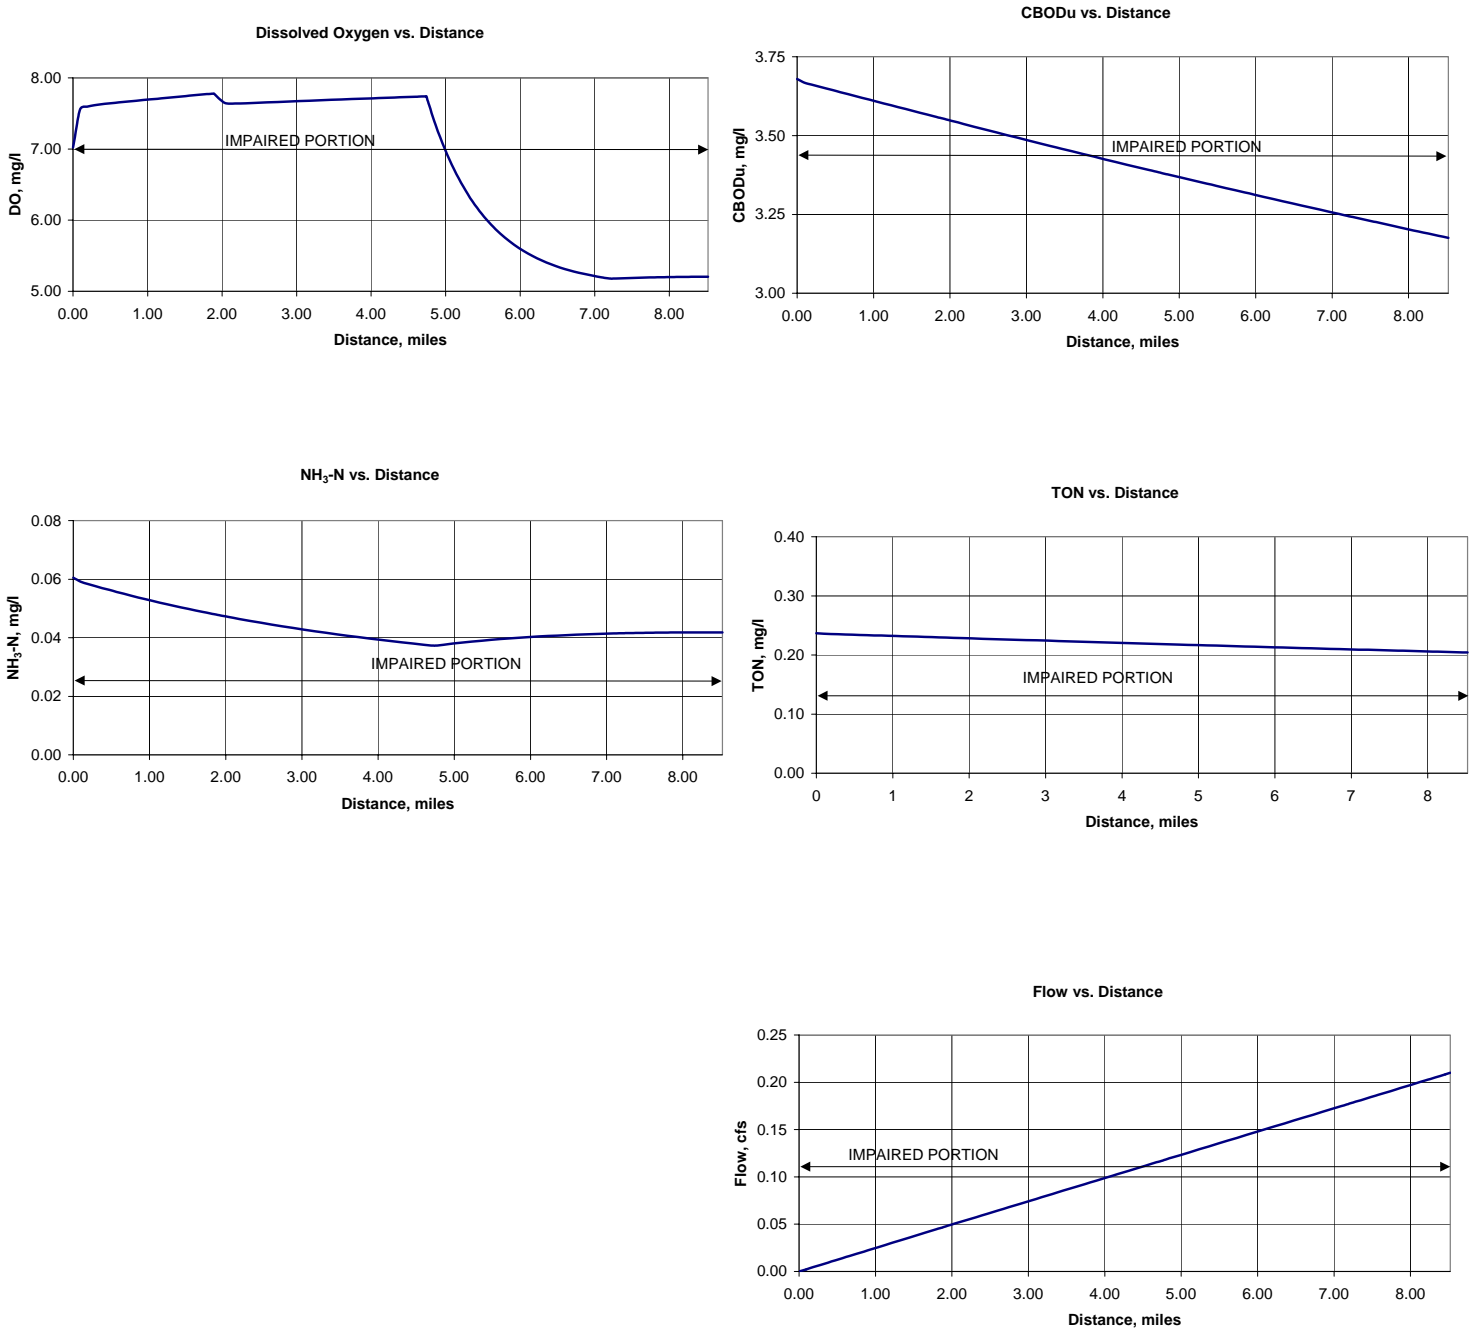 Dissolved Oxygen vs. Distance
8.00
7.00
6.00
5.00
DO, mg/l
IMPAIRED PORTION
0.00 1.00 2.00 3.00 4.00 5.00 6.00 7.00 8.00
Distance, miles
CBODu vs. Distance
3.75
3.50
3.25
3.00
CBODu, mg/l
IMPAIRED PORTION
0.00 1.00 2.00 3.00 4.00 5.00 6.00 7.00 8.00
Distance, miles
NH₃-N vs. Distance
0.08
0.06
0.04
0.02
0.00
NH₃-N, mg/l
IMPAIRED PORTION
0.00 1.00 2.00 3.00 4.00 5.00 6.00 7.00 8.00
Distance, miles
TON vs. Distance
0.40
0.30
0.20
0.10
0.00
TON, mg/l
IMPAIRED PORTION
0 1 2 3 4 5 6 7 8
Distance, miles
Flow vs. Distance
0.25
0.20
0.15
0.10
0.05
0.00
Flow, cfs
IMPAIRED PORTION
0.00 1.00 2.00 3.00 4.00 5.00 6.00 7.00 8.00
Distance, miles